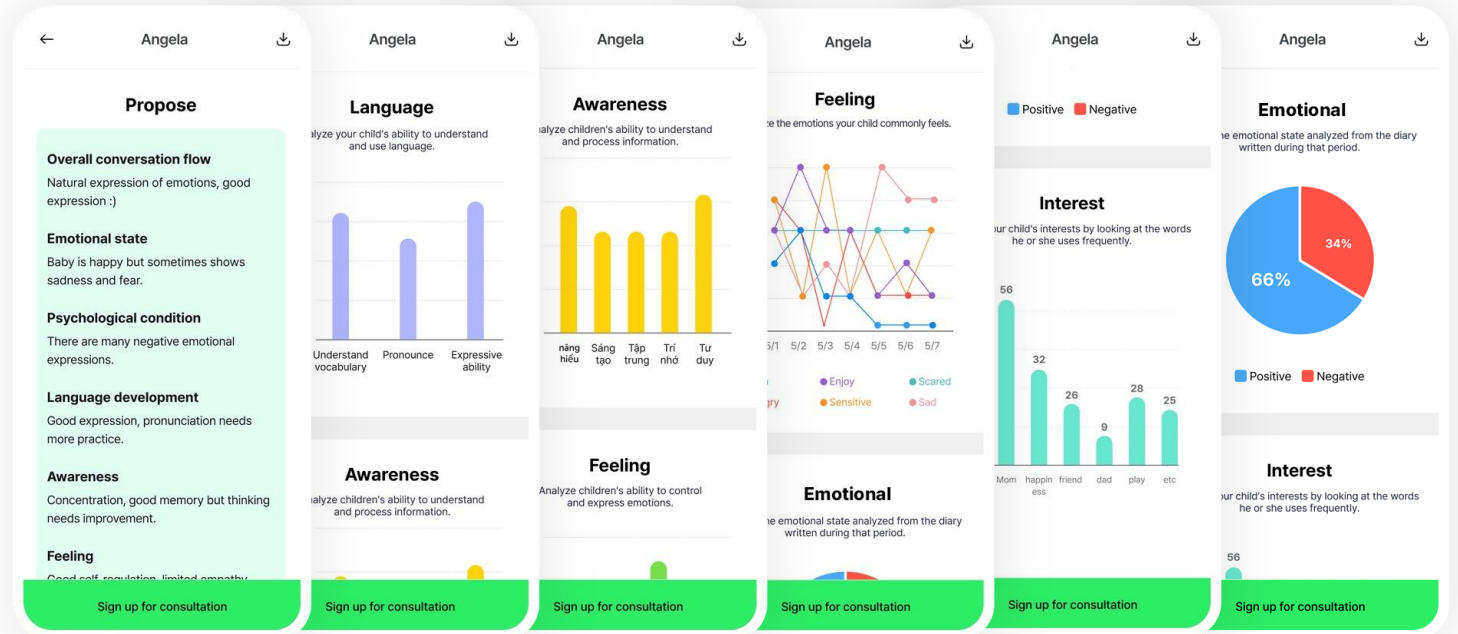 Angela
Propose
Overall conversation flow
Natural expression of emotions, good
expression :)
Emotional state
Baby is happy but sometimes shows
sadness and fear.
Psychological condition
There are many negative emotional
expressions.
Language development
Good expression, pronunciation needs
more practice.
Awareness
Concentration, good memory but thinking
needs improvement.
Feeling
Good self-regulation, limited empathy
Sign up for consultation
Angela
Language
your child's ability to understand
and use language.
Understand
vocabulary
Pronounce
Expressive
ability
Awareness
children's ability to understand
and process information.
Sign up for consultation
Angela
Awareness
children's ability to understand
and process information.
năng
hiểu
Sáng
tạo
Tập
trung
Trí
nhớ
Tư
duy
Feeling
Analyze children's ability to control
and express emotions.
Sign up for consultation
Angela
Feeling
the emotions your child commonly feels.
5/1 5/2 5/3 5/4 5/5 5/6 5/7
Enjoy
Scared
Sensitive
Sad
Emotional
emotional state analyzed from the diary
written during that period.
Sign up for consultation
Angela
Positive Negative
Interest
your child's interests by looking at the words
he or she uses frequently.
56
32
26
9
28
25
Mom
happin
ess
friend
dad
play
etc
Sign up for consultation
Angela
Emotional
emotional state analyzed from the diary
written during that period.
34%
66%
Positive Negative
Interest
your child's interests by looking at the words
he or she uses frequently.
56
Sign up for consultation